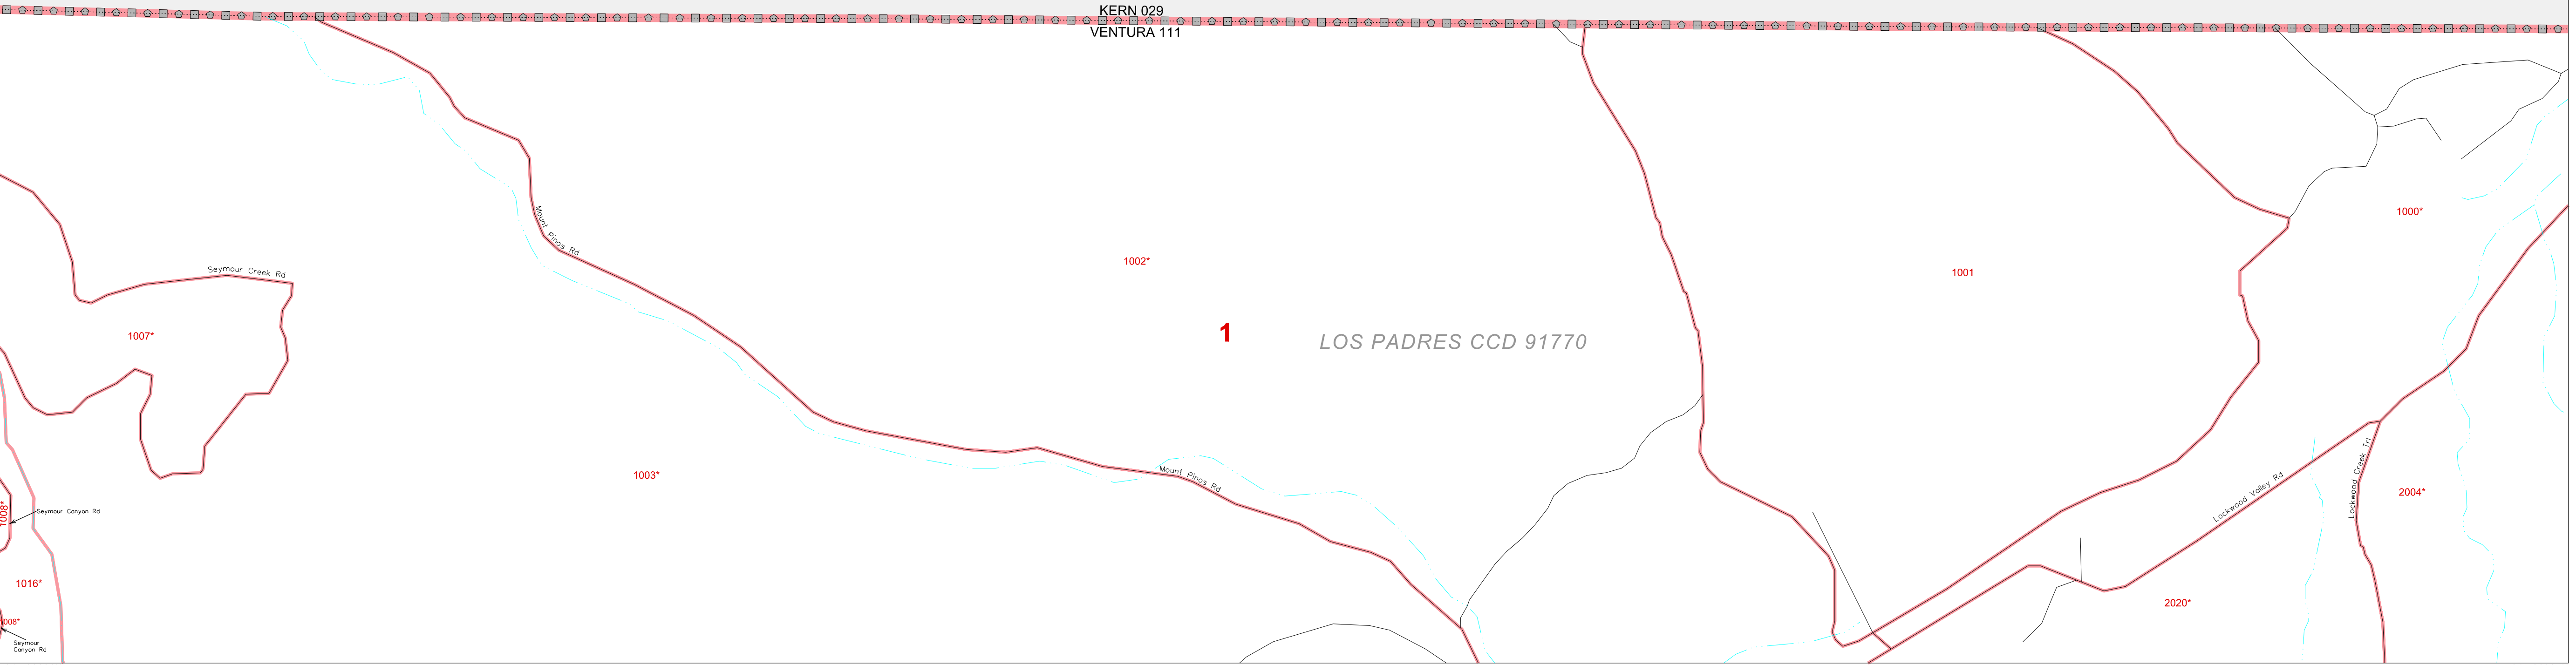 KERN 029
VENTURA 111
Mount Pinos Rd
1000*
1002*
1001
Seymour Creek Rd
1007*
1
LOS PADRES CCD 91770
1003*
Mount Pinos Rd
Lockwood Valley Rd
Lockwood Creek Trl
2004*
1008*
Seymour Canyon Rd
1016*
2020*
008*
Seymour
Canyon Rd